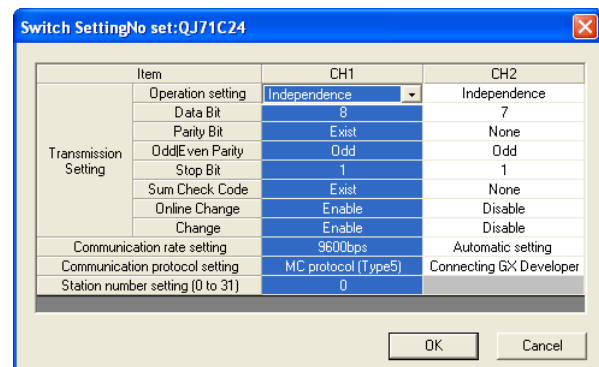 Switch SettingNo set:QJ71C24
Item CH1 CH2
Transmission Setting
Operation setting Independence Independence
Data Bit 8 7
Parity Bit Exist None
Odd|Even Parity Odd Odd
Stop Bit 1 1
Sum Check Code Exist None
Online Change Enable Disable
Change Enable Disable
Communication rate setting 9600bps Automatic setting
Communication protocol setting MC protocol (Type5) Connecting GX Developer
Station number setting (0 to 31) 0
OK Cancel